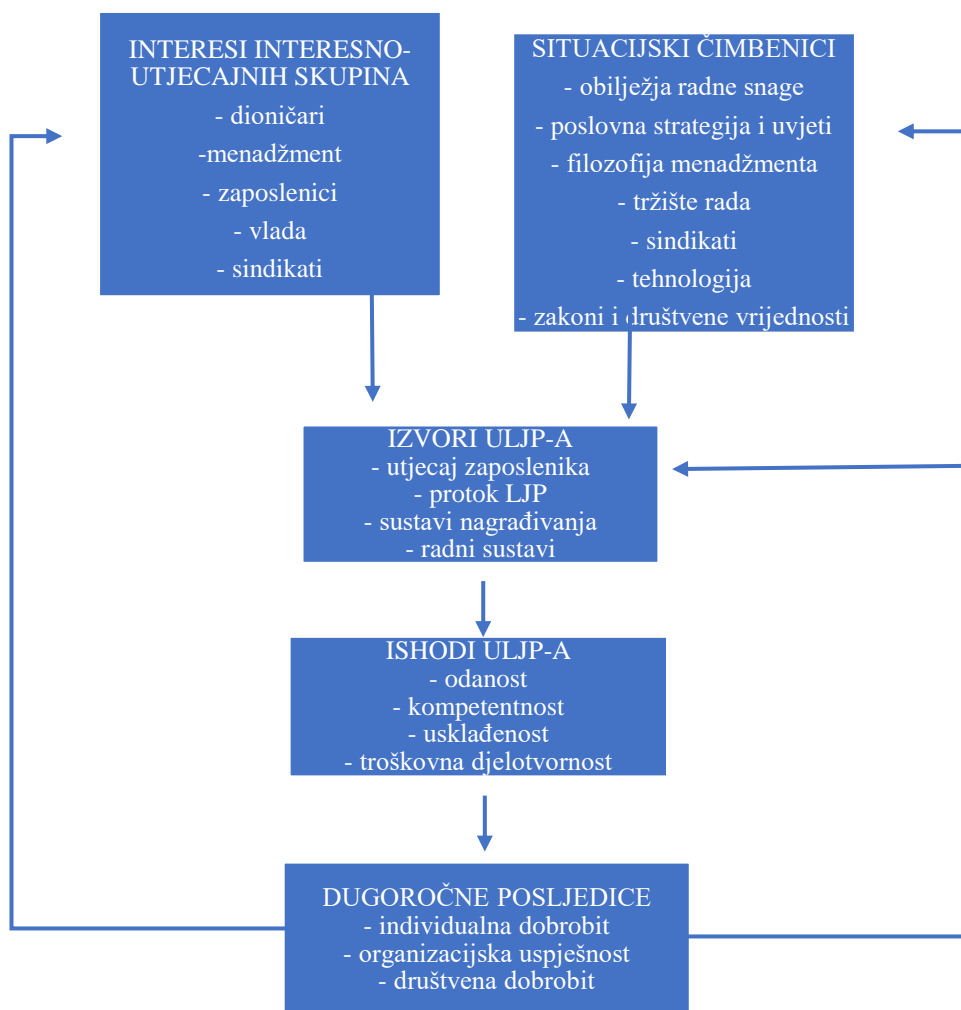 INTERESI INTERESNO-
UTJECAJNIH SKUPINA
- dioničari
-menadžment
- zaposlenici
- vlada
- sindikati
SITUACIJSKI ČIMBENICI
- obilježja radne snage
- poslovna strategija i uvjeti
- filozofija menadžmenta
- tržište rada
- sindikati
- tehnologija
- zakoni i društvene vrijednosti
IZVORI ULJP-A
- utjecaj zaposlenika
- protok LJP
- sustavi nagrađivanja
- radni sustavi
ISHODI ULJP-A
- odanost
- kompetentnost
- usklađenost
- troškovna djelotvornost
DUGOROČNE POSLJEDICE
- individualna dobrobit
- organizacijska uspješnost
- društvena dobrobit